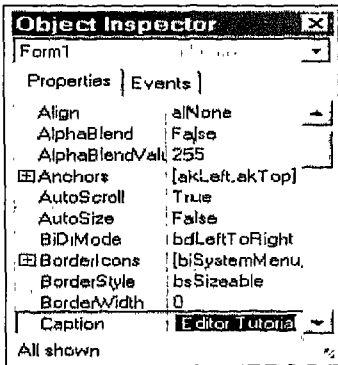 Object Inspector
Form1
Properties Events
Align alNone
AlphaBlend False
AlphaBlendValu 255
Anchors [akLeft,akTop]
AutoScroll True
AutoSize False
BiDiMode bdLeftToRight
BorderIcons [biSystemMenu,
BorderStyle bsSizeable
BorderWidth 0
Caption Editor Tutoria
All shown